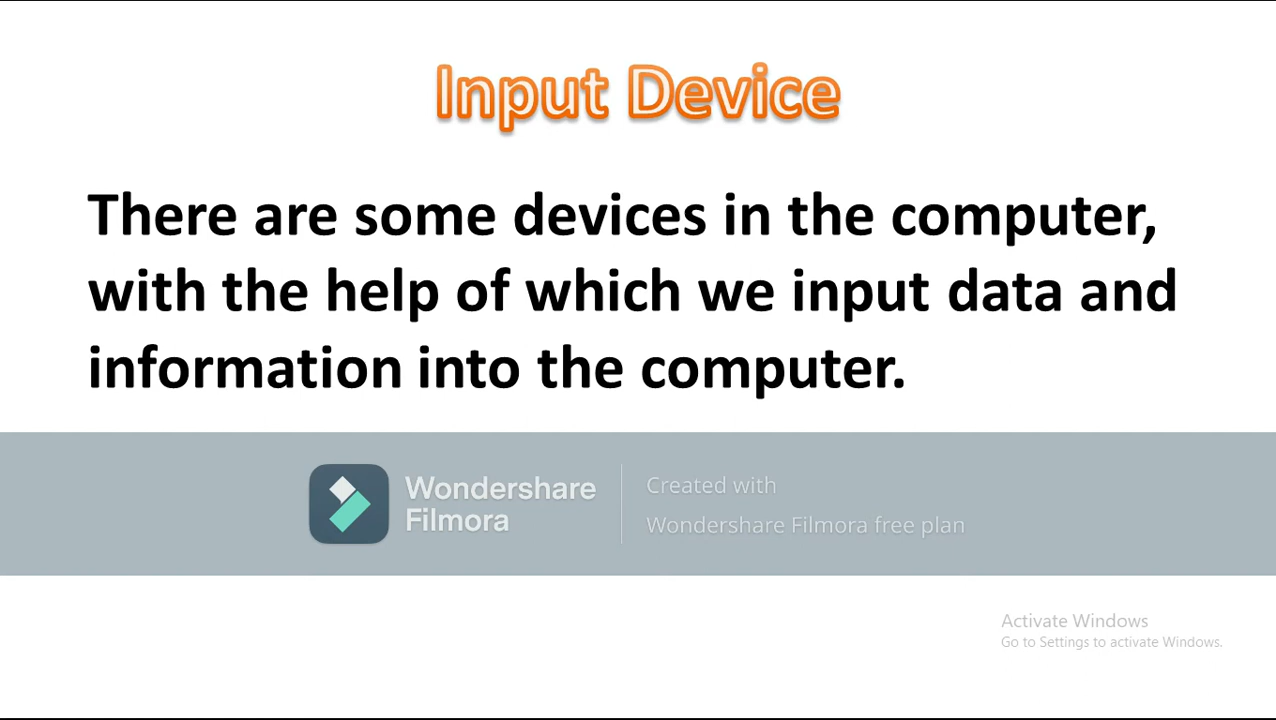 Input Device
There are some devices in the computer,
with the help of which we input data and
information into the computer.
Wondershare
Filmora
Created with
Wondershare Filmora free plan
Activate Windows
Go to Settings to activate Windows.